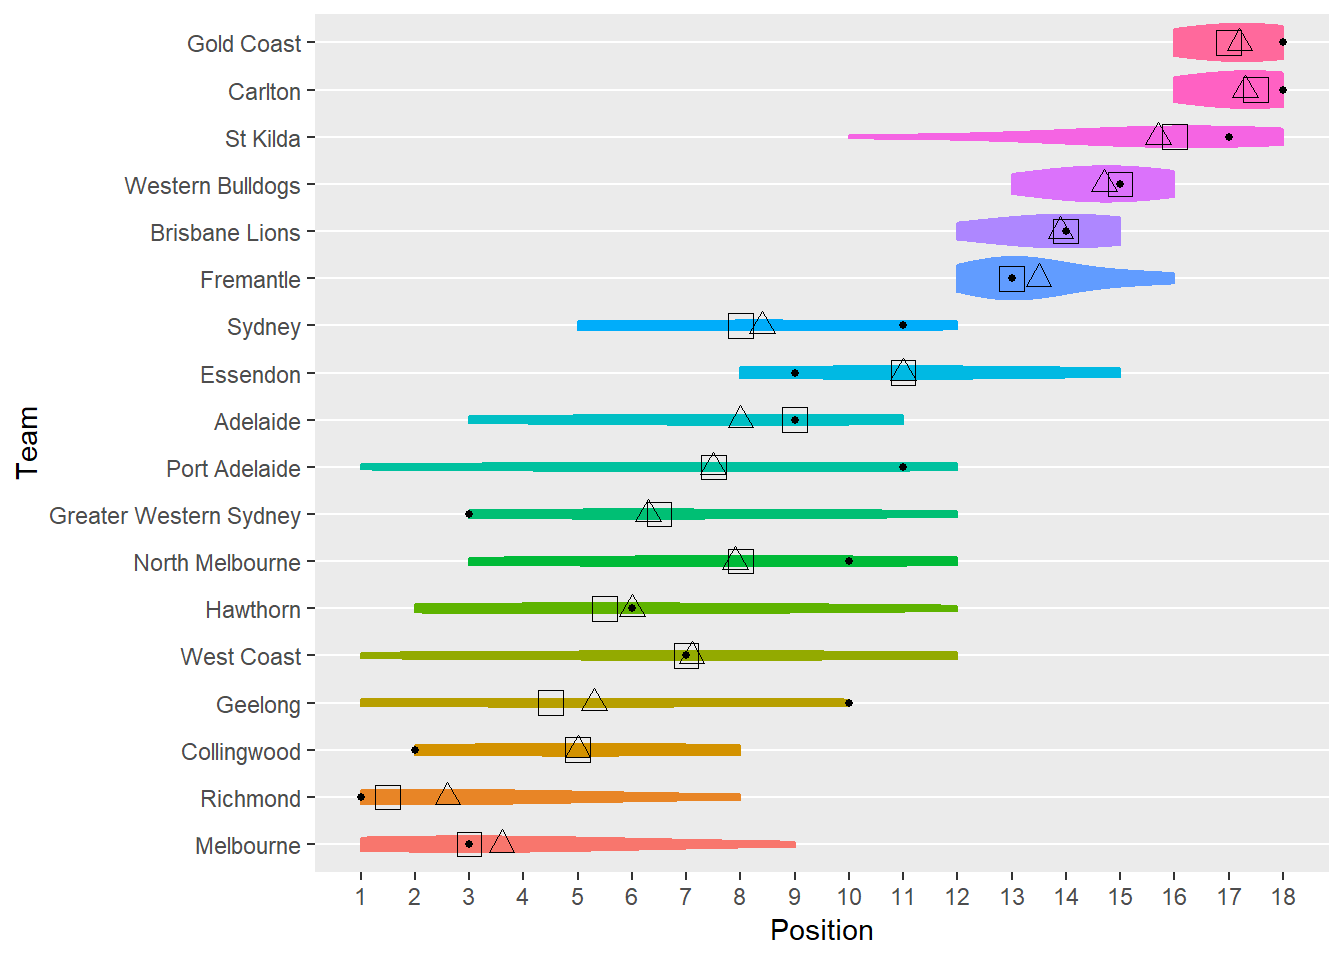 Gold Coast
Carlton
St Kilda
Western Bulldogs
Brisbane Lions
Fremantle
Sydney
Essendon
Adelaide
Port Adelaide
Greater Western Sydney
North Melbourne
Hawthorn
West Coast
Geelong
Collingwood
Richmond
Melbourne
Team
1 2 3 4 5 6 7 8 9 10 11 12 13 14 15 16 17 18
Position